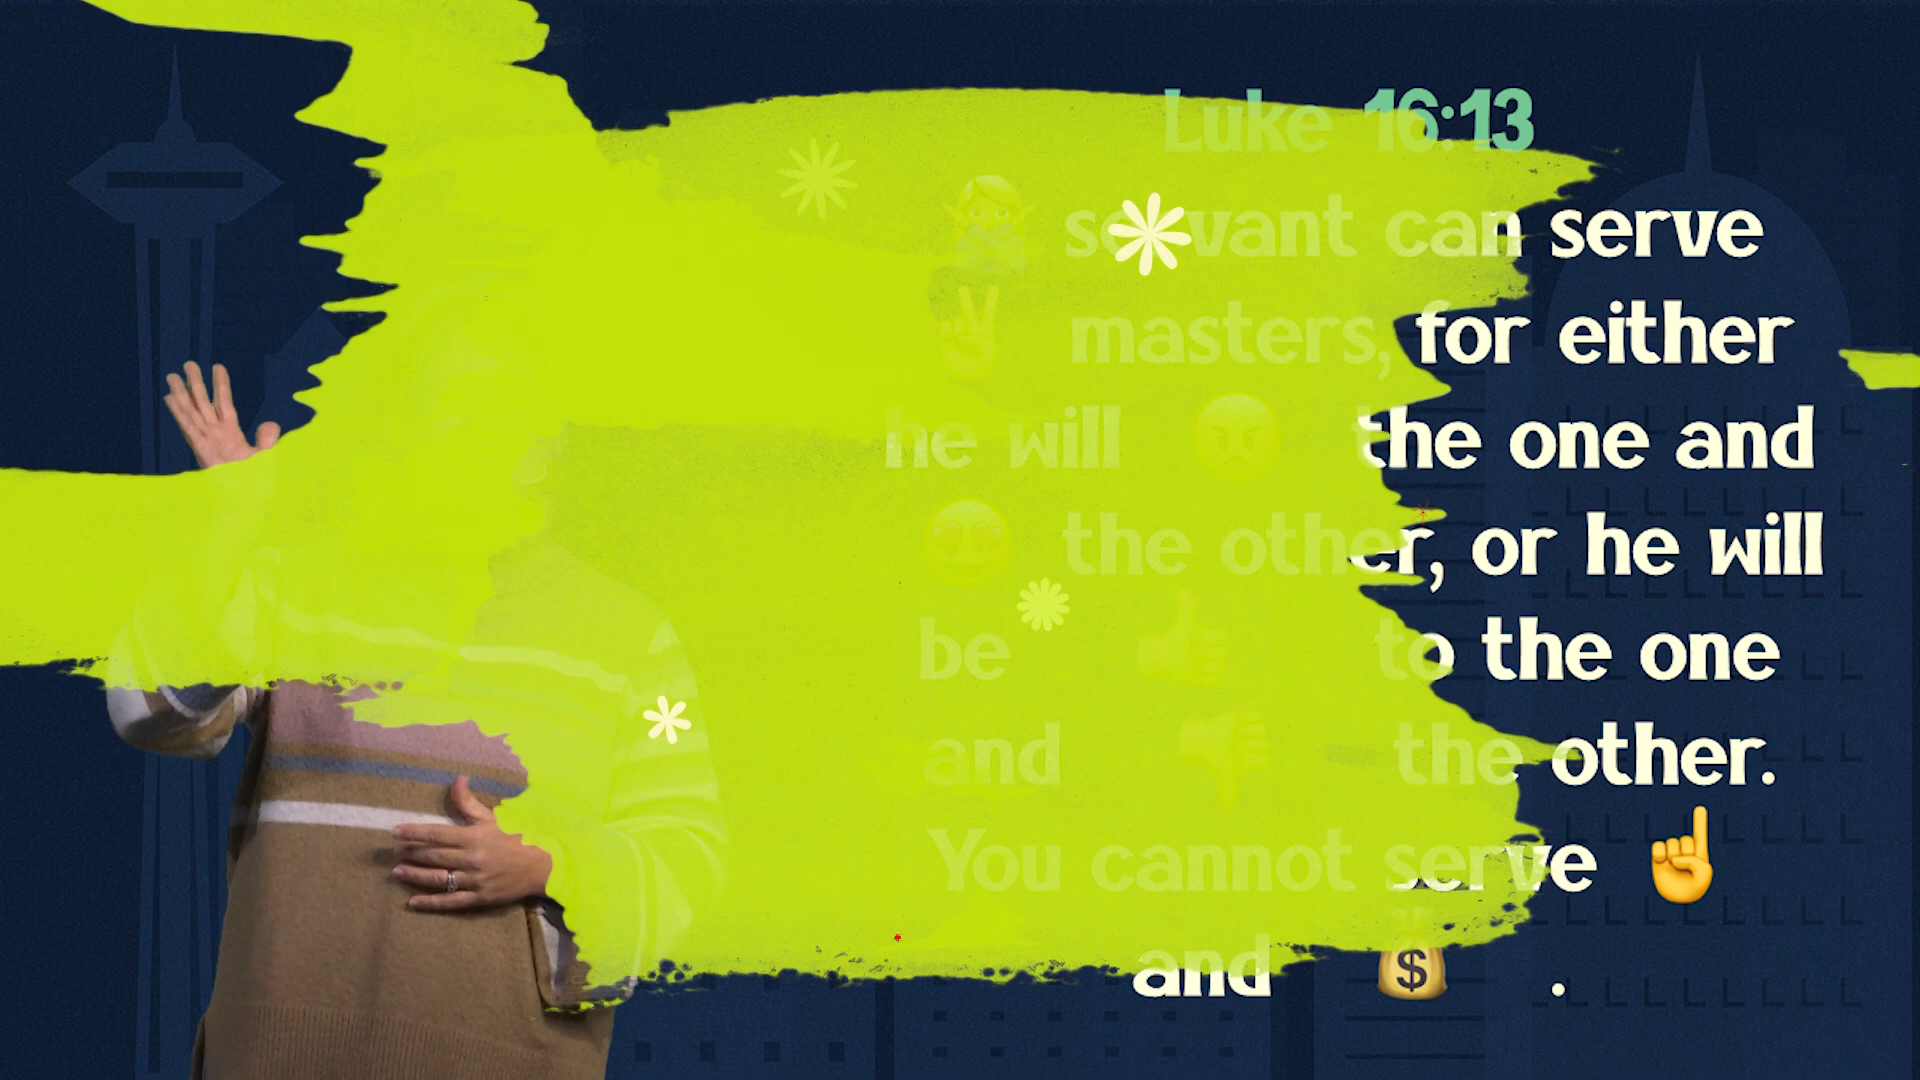 Luke 16:13
🙅 servant can serve
✌️ masters, for either
he will 😡 the one and
😍 the other, or he will
be 👍 to the one
and 👎 the other.
You cannot serve ☝️
and 💰 .